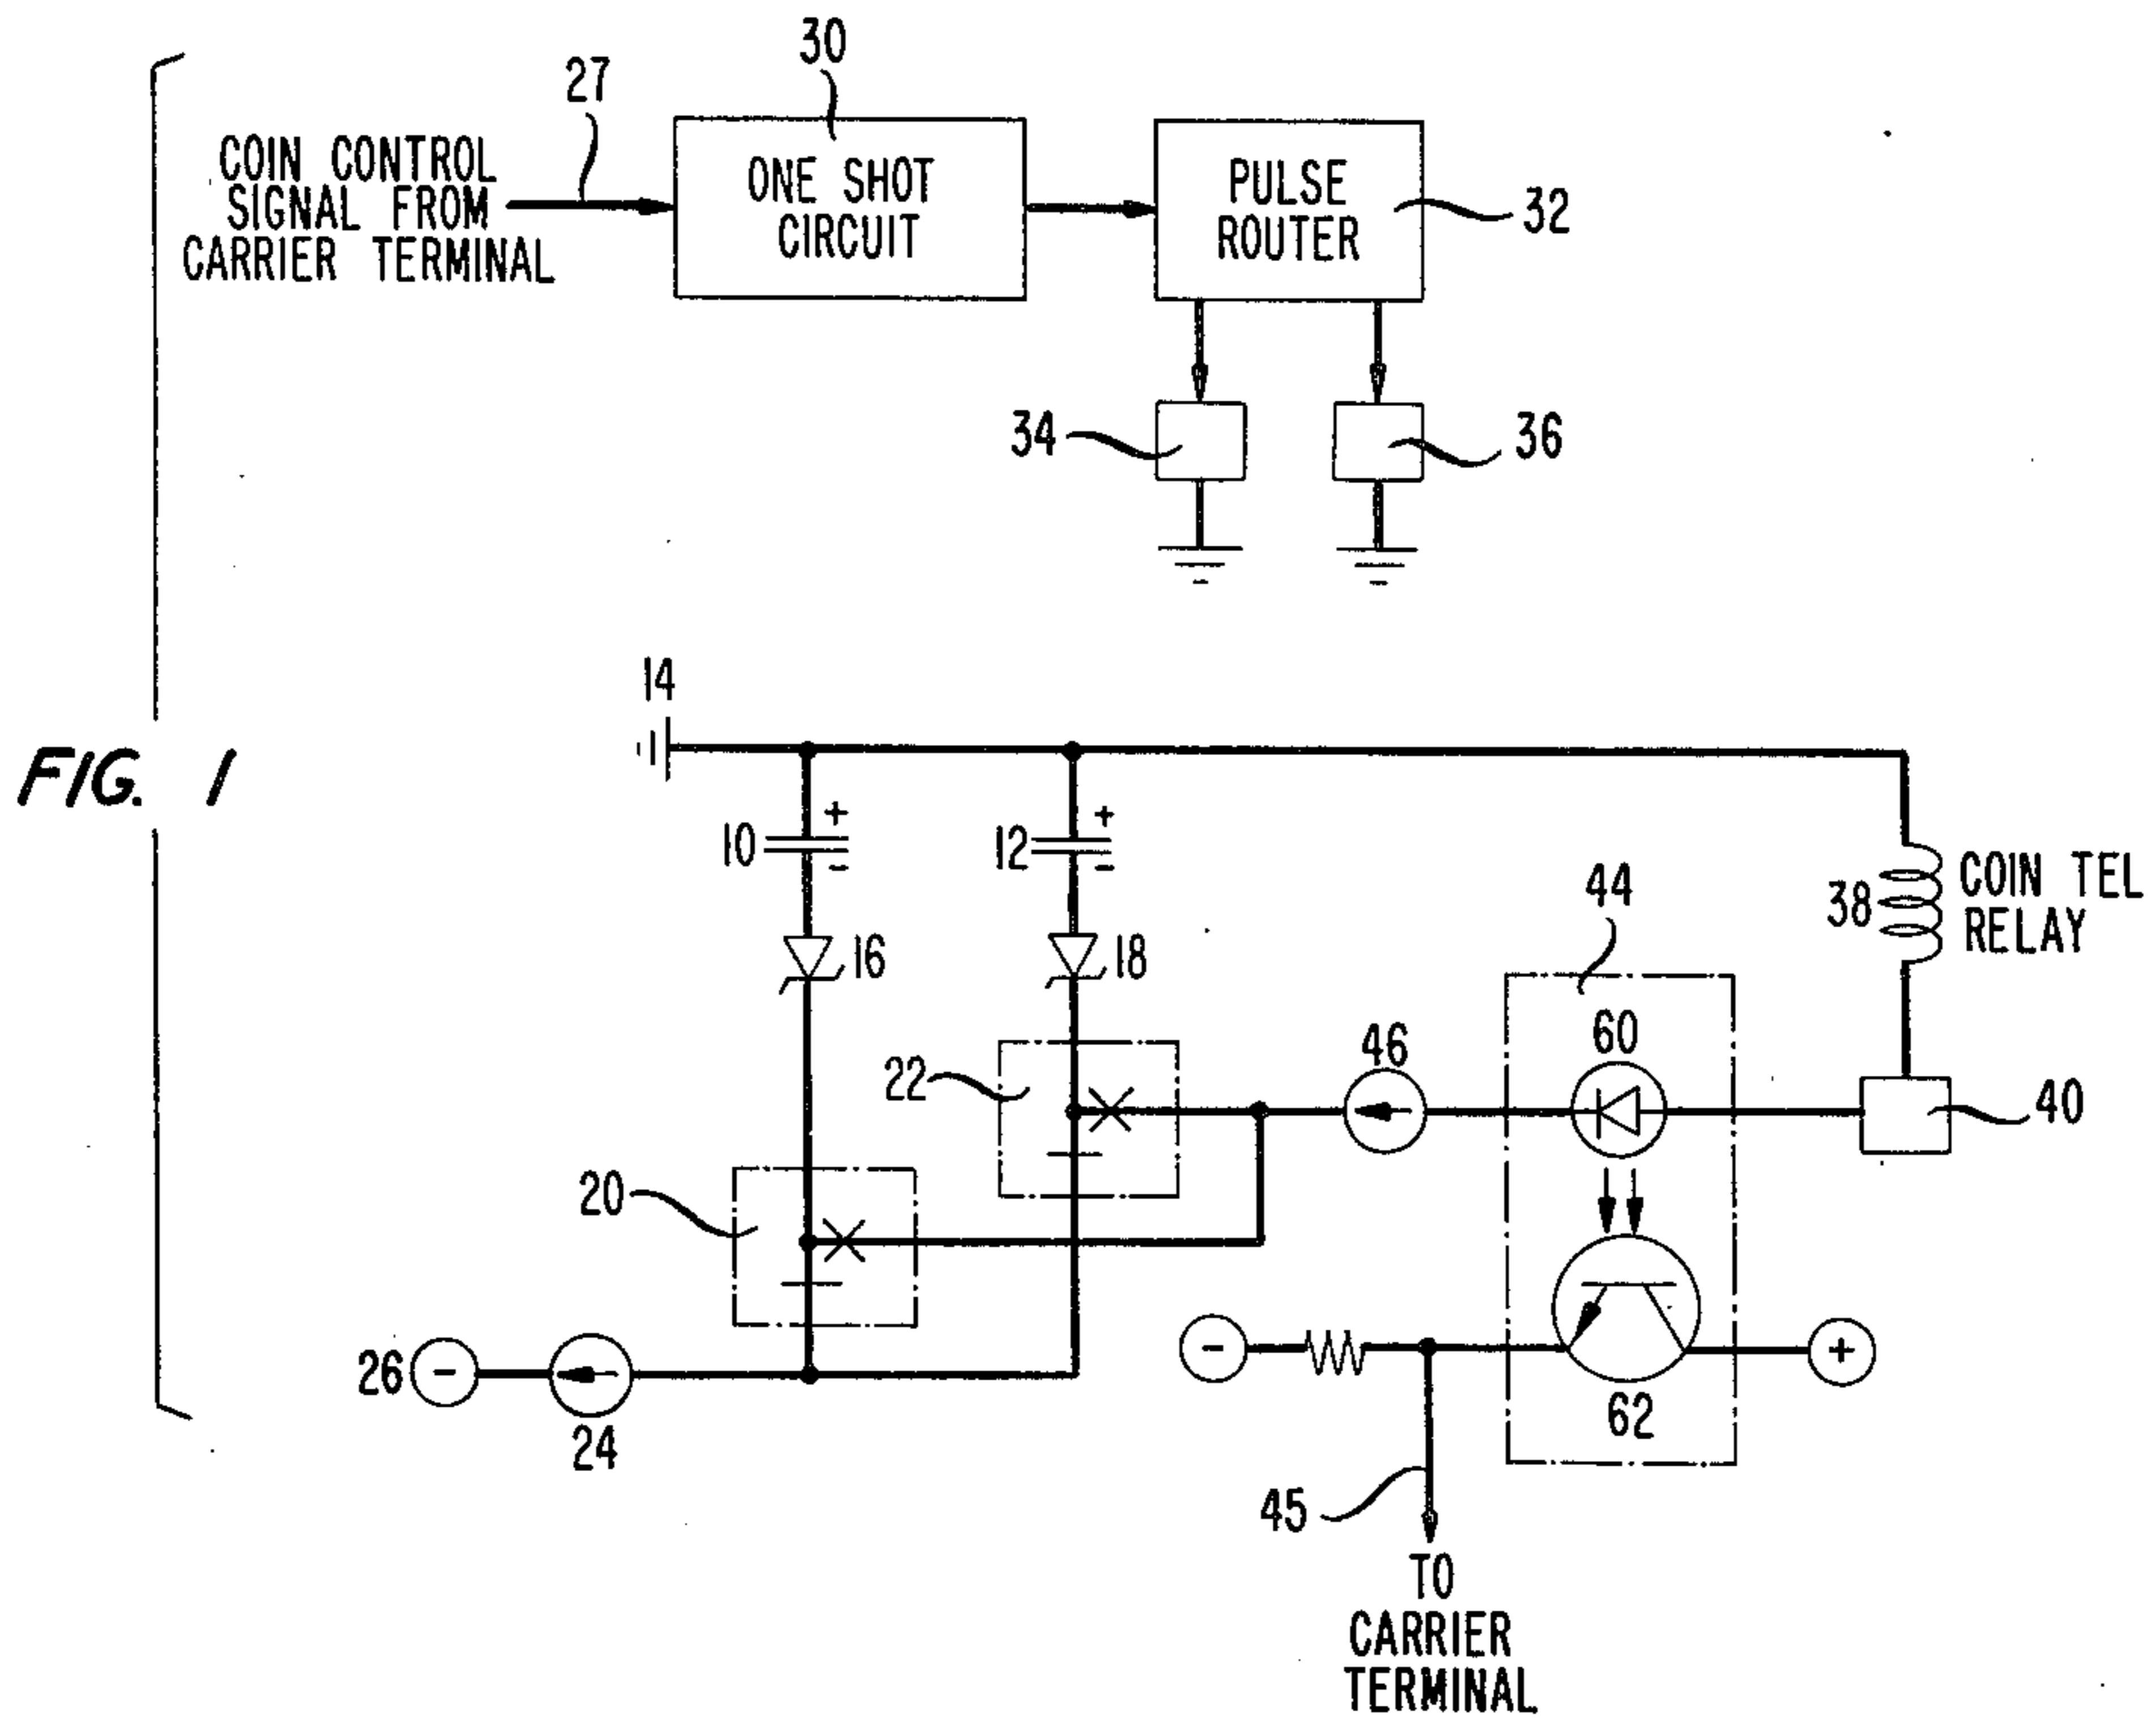 30
27
COIN CONTROL
SIGNAL FROM
CARRIER TERMINAL
ONE SHOT
CIRCUIT
PULSE
ROUTER
32
34
36
14
FIG. 1
10
+
-
12
+
-
16
18
38
COIN TEL
RELAY
44
60
46
22
40
20
26
-
24
-
+
62
45
TO
CARRIER
TERMINAL